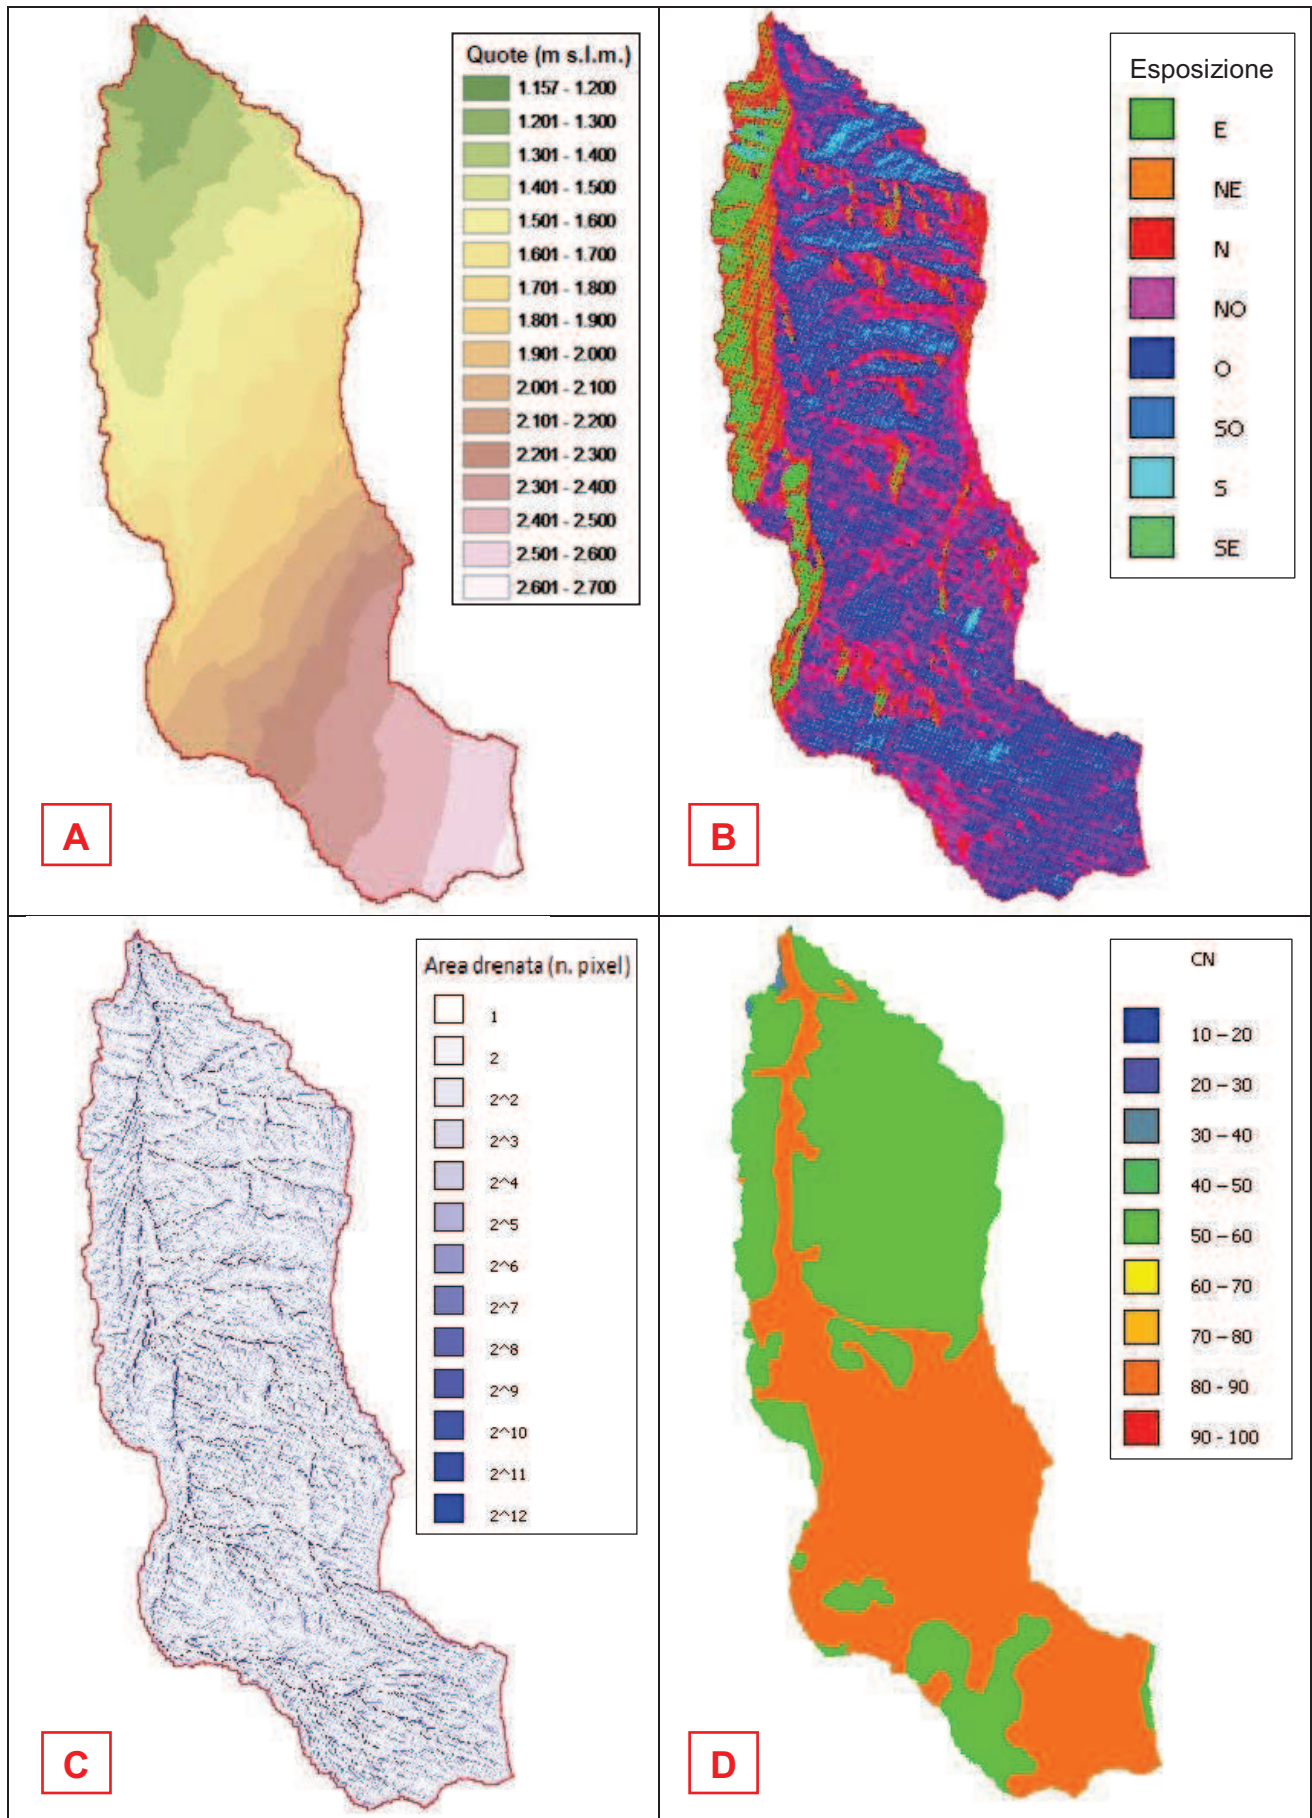 Quote (m s.l.m.)
1.157 - 1.200
1.201 - 1.300
1.301 - 1.400
1.401 - 1.500
1.501 - 1.600
1.601 - 1.700
1.701 - 1.800
1.801 - 1.900
1.901 - 2.000
2.001 - 2.100
2.101 - 2.200
2.201 - 2.300
2.301 - 2.400
2.401 - 2.500
2.501 - 2.600
2.601 - 2.700
A
Esposizione
E
NE
N
NO
O
SO
S
SE
B
Area drenata (n. pixel)
1
2
2^2
2^3
2^4
2^5
2^6
2^7
2^8
2^9
2^10
2^11
2^12
C
CN
10 – 20
20 – 30
30 – 40
40 – 50
50 – 60
60 – 70
70 – 80
80 – 90
90 - 100
D